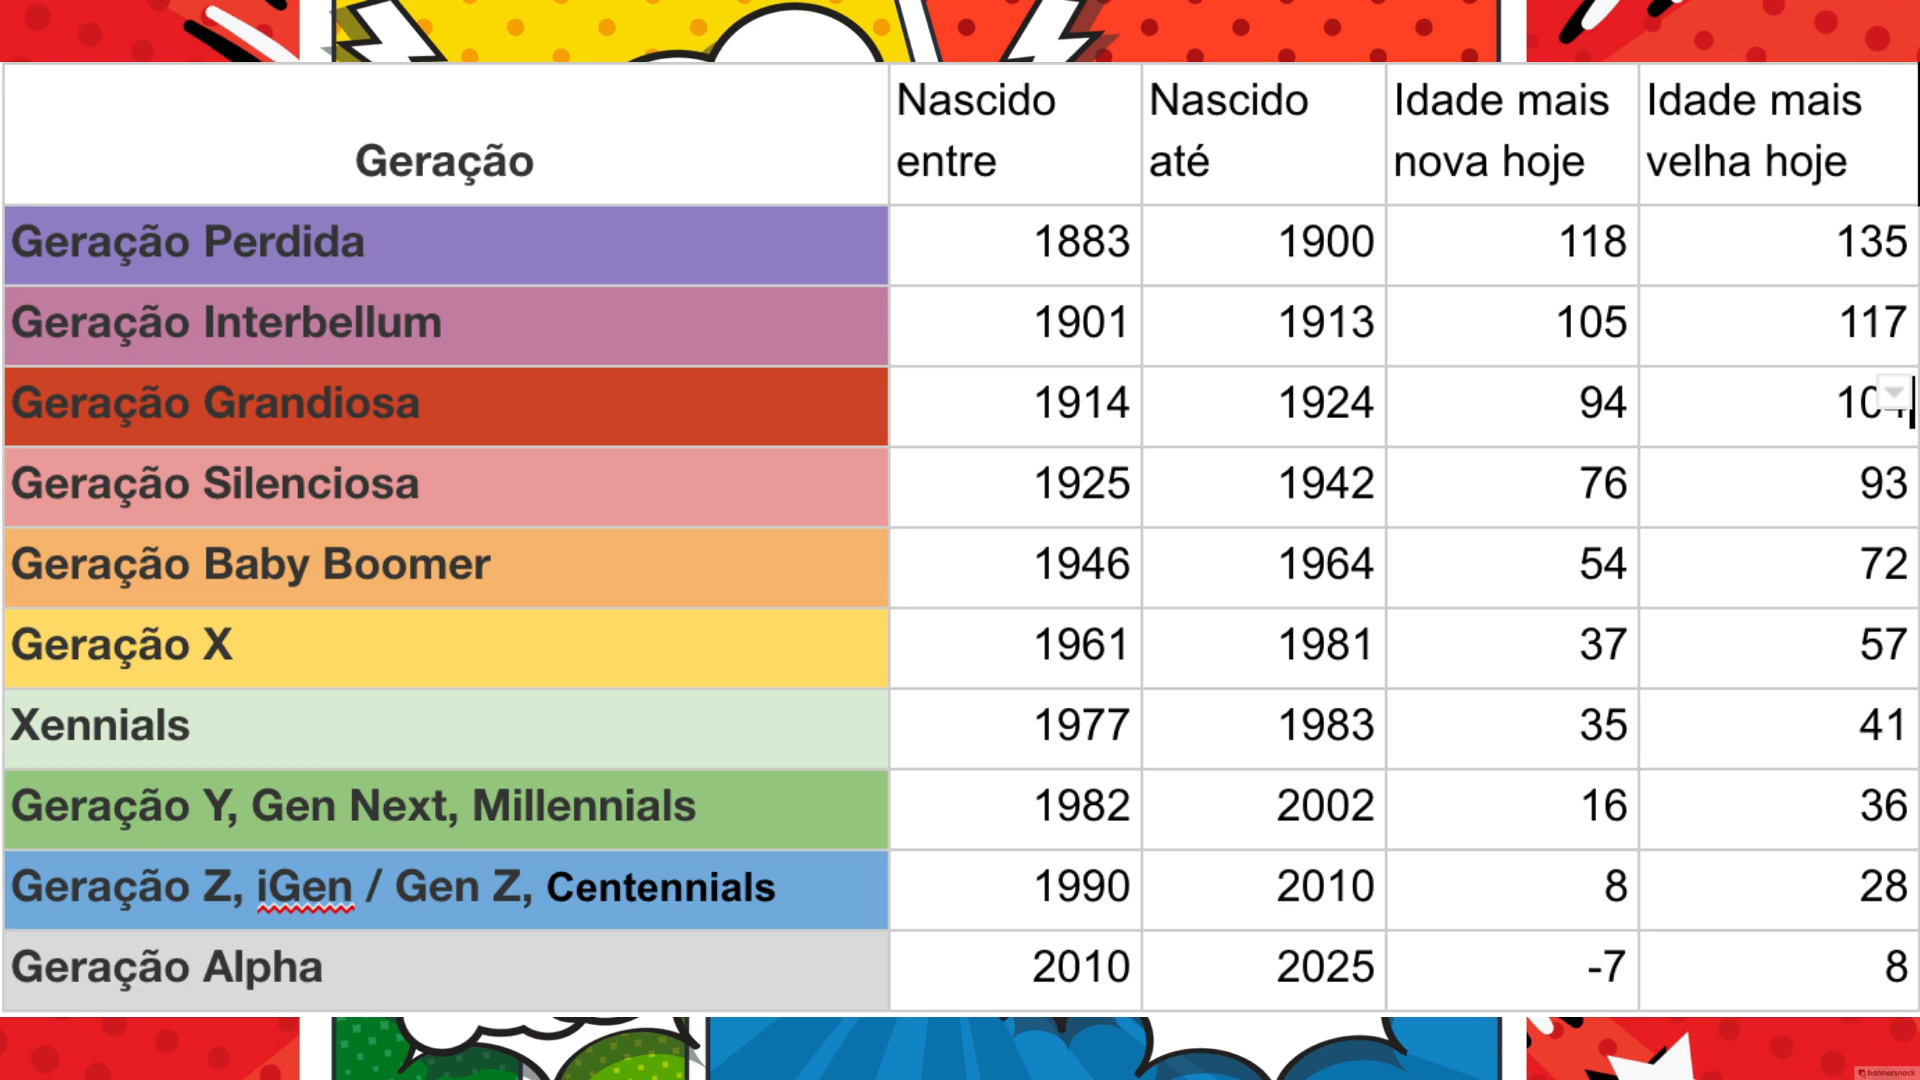 Geração Nascido entre Nascido até Idade mais nova hoje Idade mais velha hoje
Geração Perdida 1883 1900 118 135
Geração Interbellum 1901 1913 105 117
Geração Grandiosa 1914 1924 94 104
Geração Silenciosa 1925 1942 76 93
Geração Baby Boomer 1946 1964 54 72
Geração X 1961 1981 37 57
Xennials 1977 1983 35 41
Geração Y, Gen Next, Millennials 1982 2002 16 36
Geração Z, iGen / Gen Z, Centennials 1990 2010 8 28
Geração Alpha 2010 2025 -7 8
bannersnack